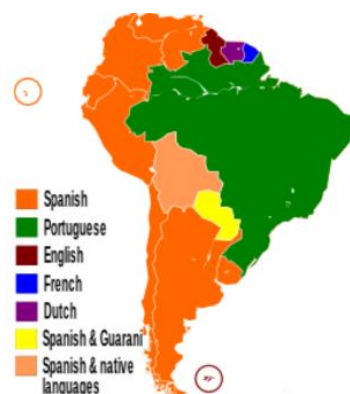 Spanish
Portuguese
English
French
Dutch
Spanish & Guarani
Spanish & native
languages